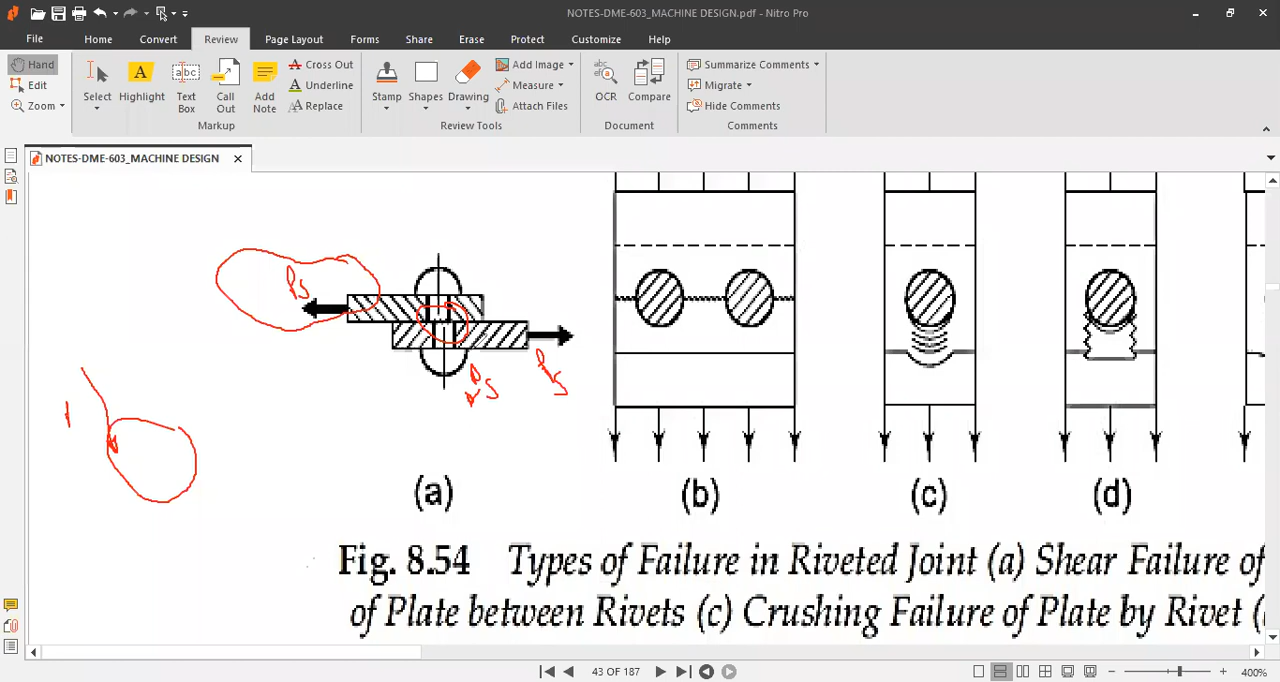 NOTES-DME-603_MACHINE DESIGN.pdf - Nitro Pro
File Home Convert Review Page Layout Forms Share Erase Protect Customize Help
Hand
Edit
Zoom
Select
Highlight
Text Box
Call Out
Add Note
Cross Out
Underline
Replace
Markup
Stamp
Shapes
Drawing
Add Image
Measure
Attach Files
Review Tools
OCR
Compare
Document
Summarize Comments
Migrate
Hide Comments
Comments
NOTES-DME-603_MACHINE DESIGN
Ps
Ps
Ps
(a) (b) (c) (d)
Fig. 8.54 Types of Failure in Riveted Joint (a) Shear Failure of
of Plate between Rivets (c) Crushing Failure of Plate by Rivet (
43 OF 187
400%